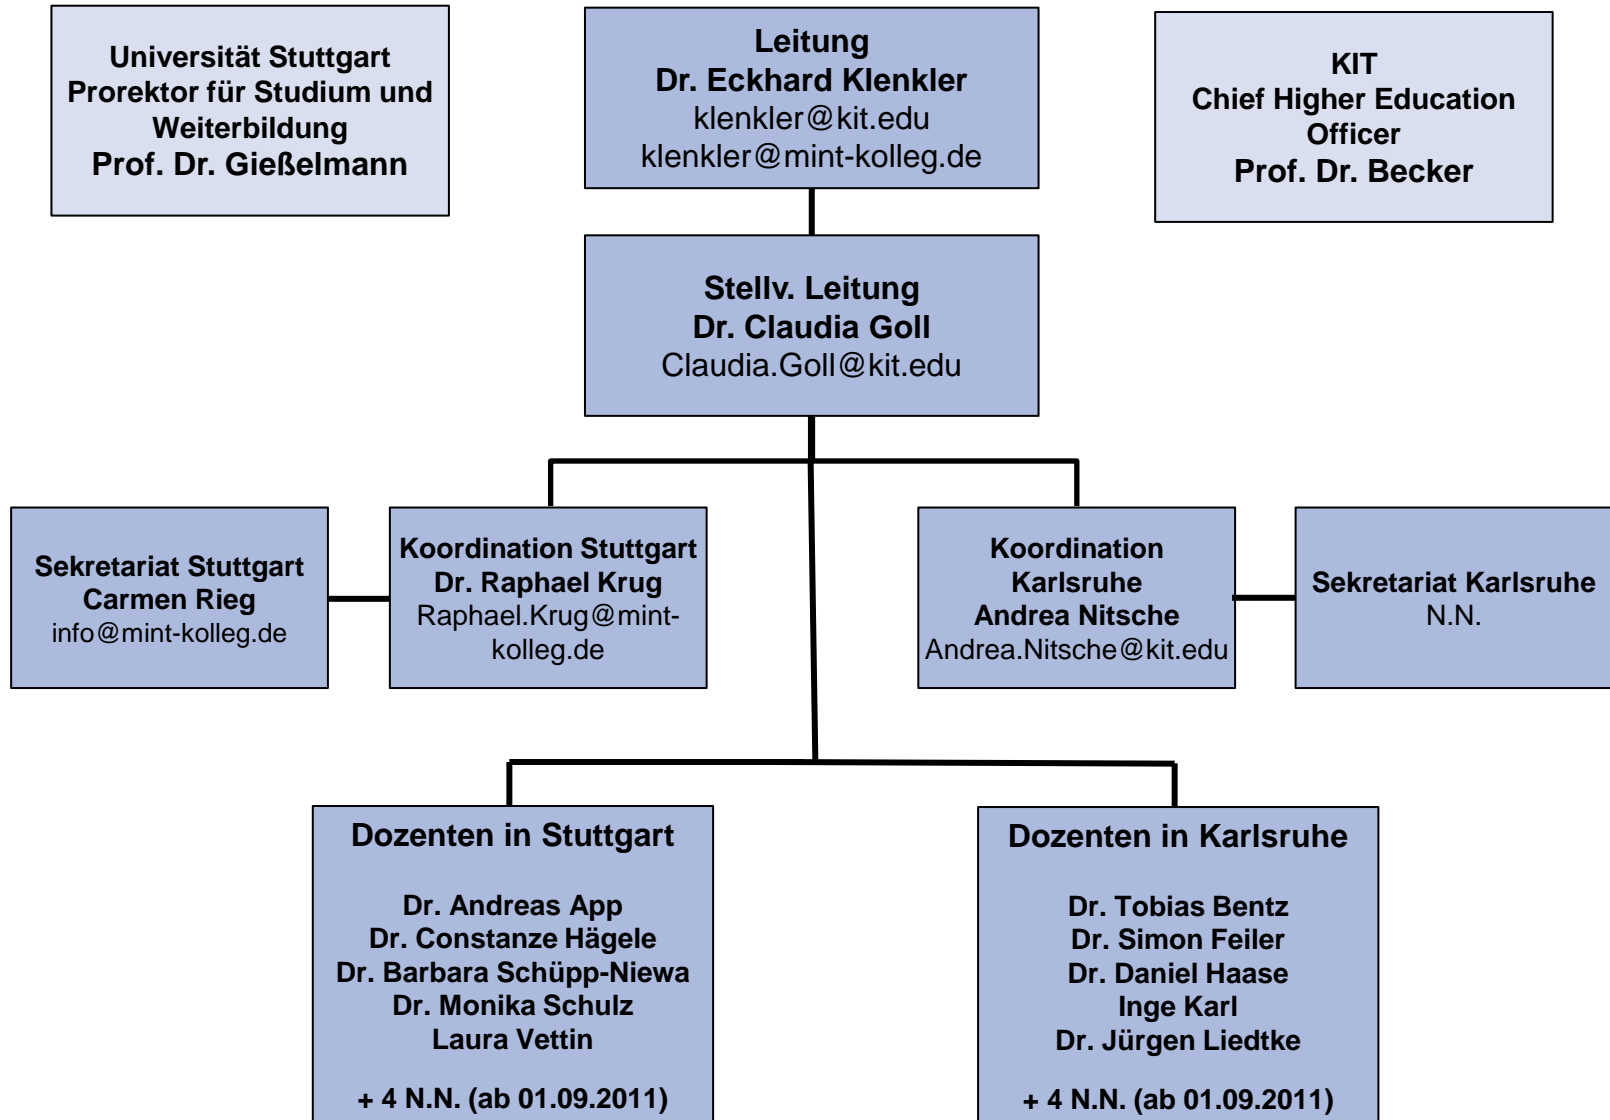 Universität Stuttgart
Prorektor für Studium und
Weiterbildung
Prof. Dr. Gießelmann
Leitung
Dr. Eckhard Klenkler
klenkler@kit.edu
klenkler@mint-kolleg.de
KIT
Chief Higher Education
Officer
Prof. Dr. Becker
Stellv. Leitung
Dr. Claudia Goll
Claudia.Goll@kit.edu
Sekretariat Stuttgart
Carmen Rieg
info@mint-kolleg.de
Koordination Stuttgart
Dr. Raphael Krug
Raphael.Krug@mint-
kolleg.de
Koordination
Karlsruhe
Andrea Nitsche
Andrea.Nitsche@kit.edu
Sekretariat Karlsruhe
N.N.
Dozenten in Stuttgart
Dr. Andreas App
Dr. Constanze Hägele
Dr. Barbara Schüpp-Niewa
Dr. Monika Schulz
Laura Vettin
+ 4 N.N. (ab 01.09.2011)
Dozenten in Karlsruhe
Dr. Tobias Bentz
Dr. Simon Feiler
Dr. Daniel Haase
Inge Karl
Dr. Jürgen Liedtke
+ 4 N.N. (ab 01.09.2011)